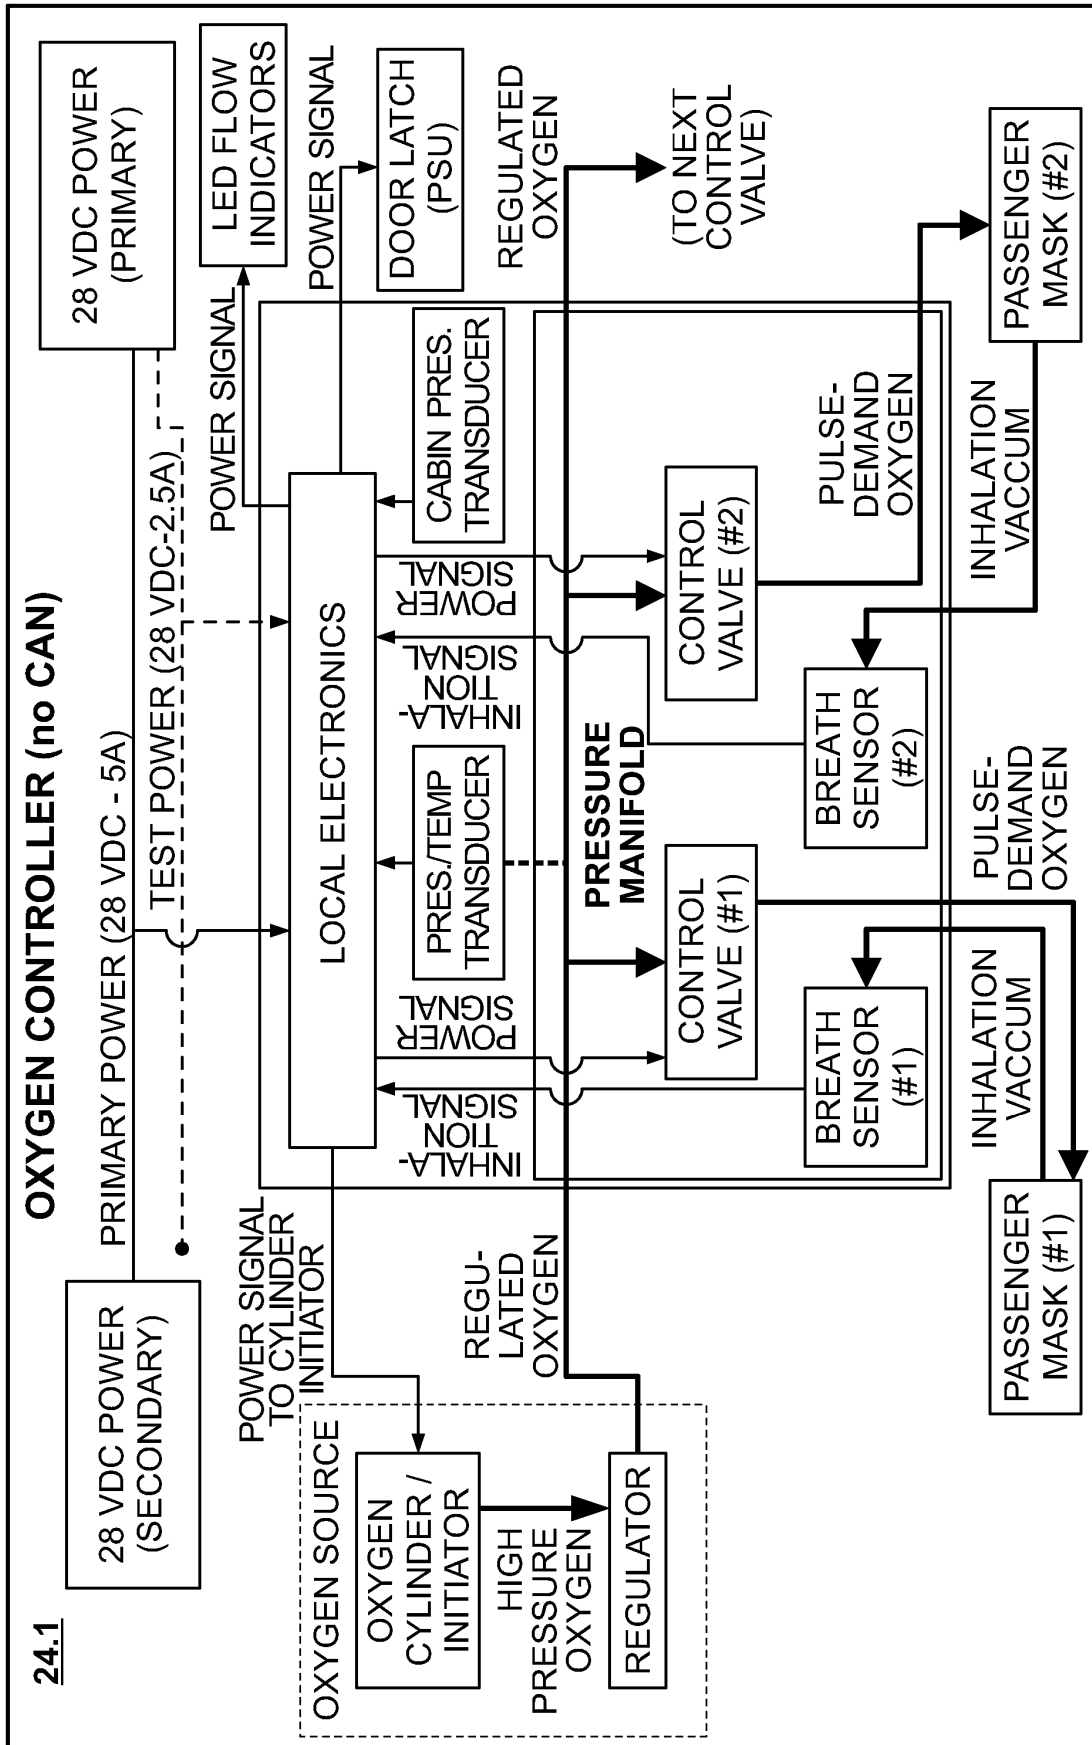 24.1
OXYGEN CONTROLLER (no CAN)
28 VDC POWER
(SECONDARY)
PRIMARY POWER (28 VDC - 5A)
TEST POWER (28 VDC-2.5A)
28 VDC POWER
(PRIMARY)
POWER SIGNAL
LED FLOW
INDICATORS
POWER SIGNAL
TO CYLINDER
INITIATOR
LOCAL ELECTRONICS
POWER SIGNAL
DOOR LATCH
(PSU)
OXYGEN SOURCE
OXYGEN
CYLINDER /
INITIATOR
HIGH
PRESSURE
OXYGEN
REGULATOR
REGU-
LATED
OXYGEN
INHALA-
TION
SIGNAL
POWER
SIGNAL
PRES./TEMP
TRANSDUCER
INHALA-
TION
SIGNAL
POWER
SIGNAL
CABIN PRES.
TRANSDUCER
REGULATED
OXYGEN
PRESSURE
MANIFOLD
(TO NEXT
CONTROL
VALVE)
CONTROL
VALVE (#1)
CONTROL
VALVE (#2)
BREATH
SENSOR
(#1)
BREATH
SENSOR
(#2)
PULSE-
DEMAND
OXYGEN
INHALATION
VACCUM
PULSE-
DEMAND
OXYGEN
INHALATION
VACCUM
PASSENGER
MASK (#1)
PASSENGER
MASK (#2)